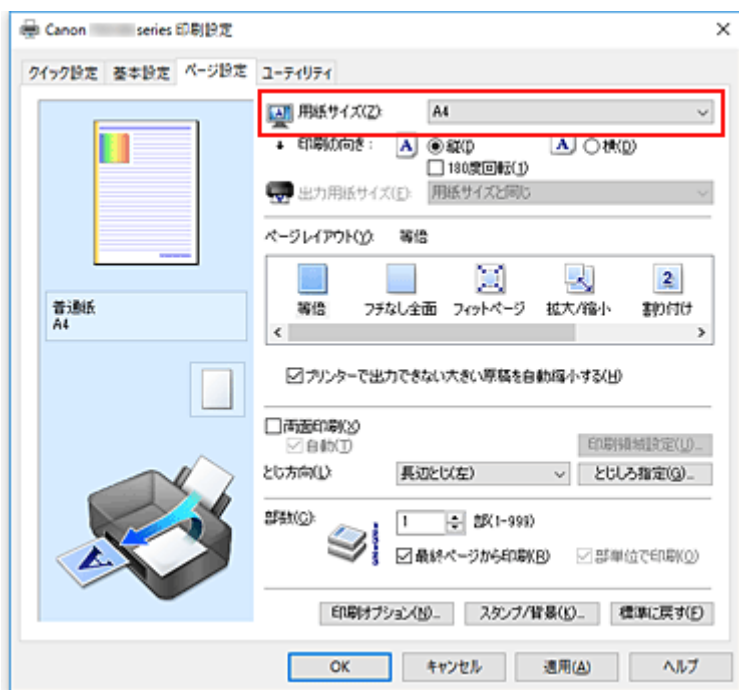 Canon series 印刷設定
クイック設定 基本設定 ページ設定 ユーティリティ
用紙サイズ(Z): A4
印刷の向き: A 縦(I) A 横(D)
180度回転(1)
出力用紙サイズ(E): 用紙サイズと同じ
ページレイアウト(Y): 等倍
等倍 フチなし全面 フィットページ 拡大/縮小 割り付け
普通紙
A4
プリンターで出力できない大きい原稿を自動縮小する(H)
両面印刷(X)
自動(T) 印刷領域設定(U)...
とじ方向(L): 長辺とじ(左) とじしろ指定(G)...
部数(C): 1 部(1-999)
最終ページから印刷(R) 部単位で印刷(O)
印刷オプション(N)... スタンプ/背景(K)... 標準に戻す(F)
OK キャンセル 適用(A) ヘルプ